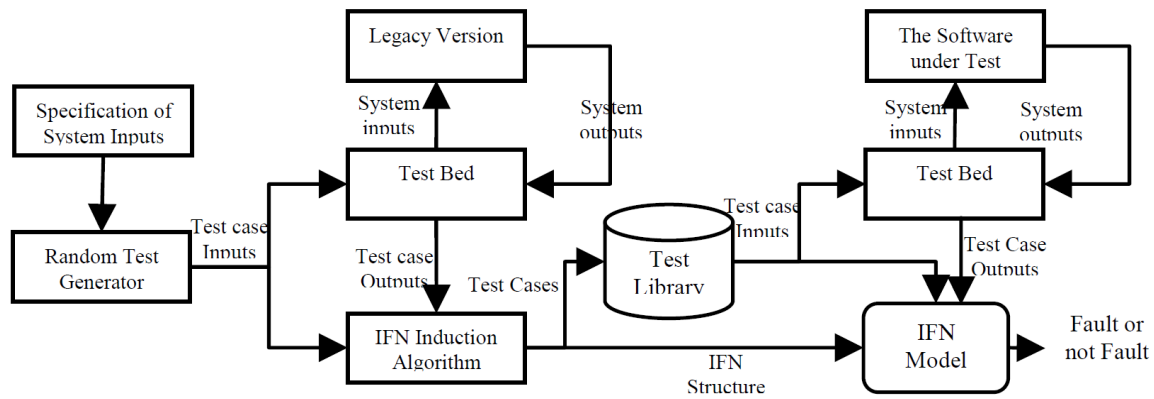 Legacy Version
The Software
under Test
Specification of
System Inputs
System
inputs
System
outputs
System
inputs
System
outputs
Test Bed
Test Bed
Test case
Inputs
Random Test
Generator
Test case
Outputs
Test Cases
Test
Library
Test case
Inputs
Test Case
Outputs
IFN Induction
Algorithm
IFN
Structure
IFN
Model
Fault or
not Fault